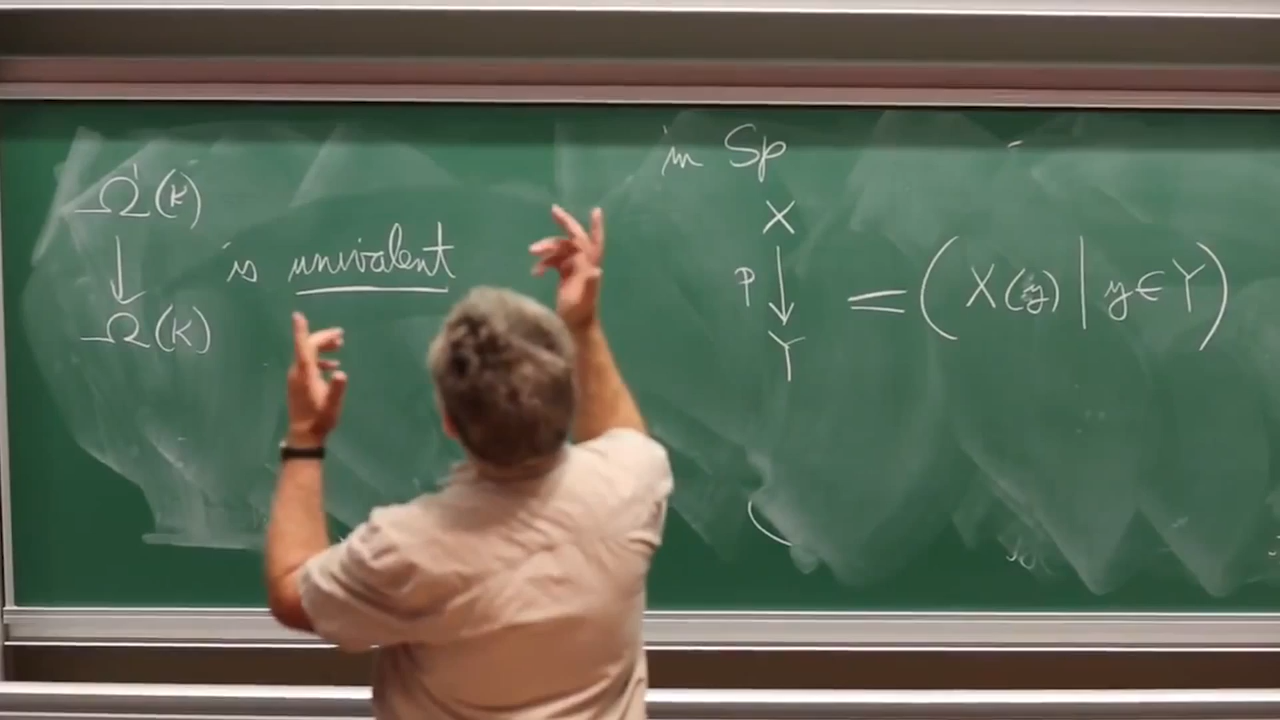 Ω'(κ)
↓
Ω(κ)
is univalent
in Sp
X
p ↓
Y
= (X(y) | y ∈ Y)